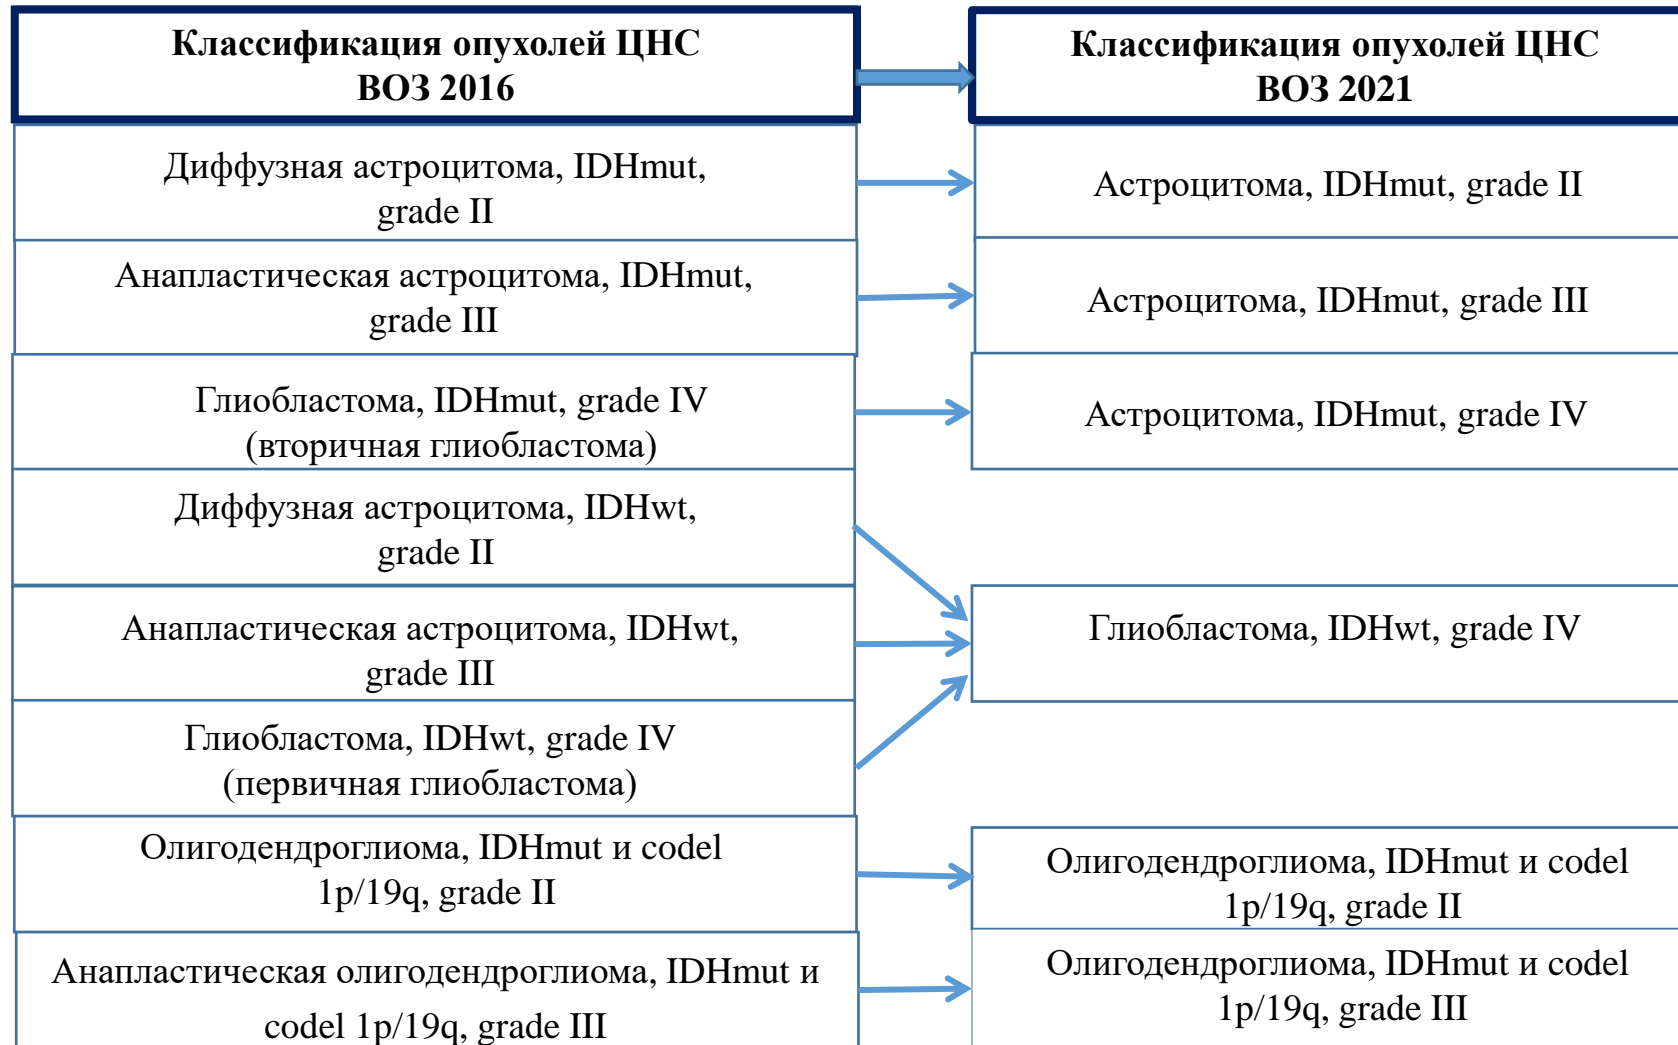 Классификация опухолей ЦНС
ВОЗ 2016
Классификация опухолей ЦНС
ВОЗ 2021
Диффузная астроцитома, IDHmut,
grade II
Астроцитома, IDHmut, grade II
Анапластическая астроцитома, IDHmut,
grade III
Астроцитома, IDHmut, grade III
Глиобластома, IDHmut, grade IV
(вторичная глиобластома)
Астроцитома, IDHmut, grade IV
Диффузная астроцитома, IDHwt,
grade II
Анапластическая астроцитома, IDHwt,
grade III
Глиобластома, IDHwt, grade IV
Глиобластома, IDHwt, grade IV
(первичная глиобластома)
Олигодендроглиома, IDHmut и codel
1p/19q, grade II
Олигодендроглиома, IDHmut и codel
1p/19q, grade II
Анапластическая олигодендроглиома, IDHmut и
codel 1p/19q, grade III
Олигодендроглиома, IDHmut и codel
1p/19q, grade III